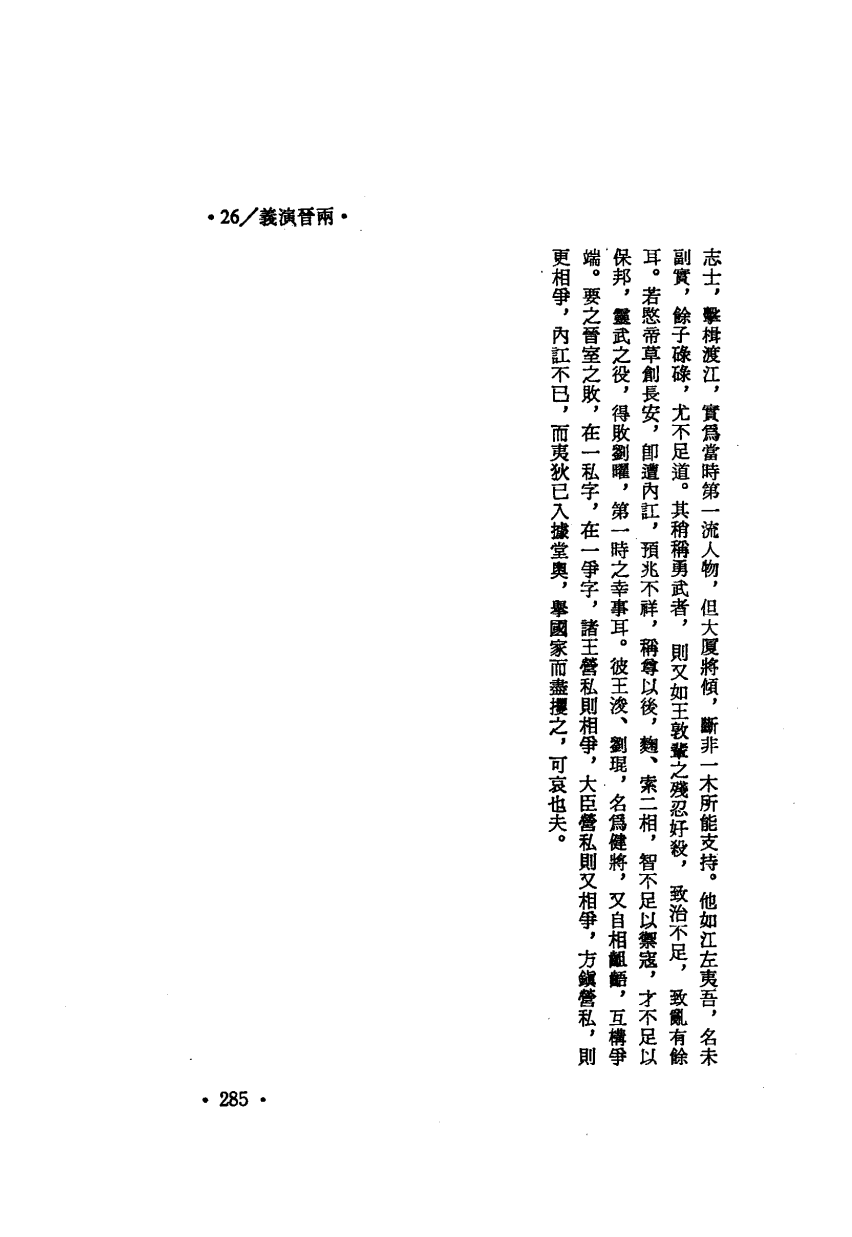 •26／義演晉兩•
志士，擊楫渡江，實爲當時第一流人物，但大厦將傾，斷非一木所能支持。他如江左夷吾，名未
副實，餘子碌碌，尤不足道。其稍稱勇武者，則又如王敦輩之殘忍好殺，致治不足，致亂有餘
耳。若愍帝草創長安，卽遭內訌，預兆不祥，稱尊以後，麴、索二相，智不足以禦寇，才不足以
保邦，靈武之役，得敗劉曜，第一時之幸事耳。彼王浚、劉琨，名爲健將，又自相齟齬，互構爭
端。要之晉室之敗，在一私字，在一爭字，諸王營私則相爭，大臣營私則又相爭，方鎭營私，則
更相爭，內訌不已，而夷狄已入據堂奧，舉國家而盡攫之，可哀也夫。
•285•